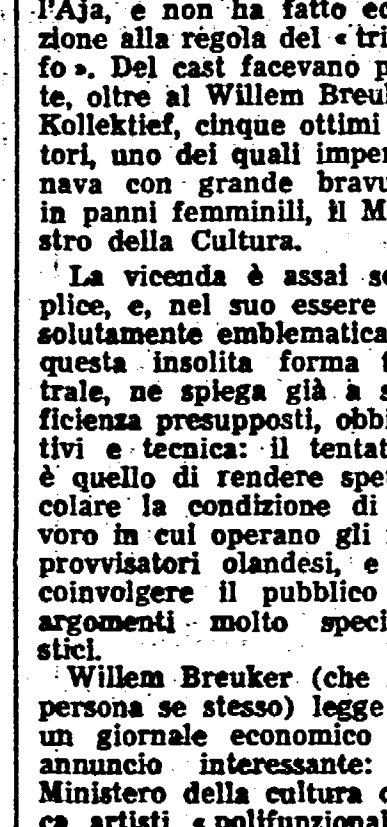 l'Aja, e non ha fatto ec
zione alla regola del « tri
fo ». Del cast facevano p
te, oltre al Willem Breu
Kollektief, cinque ottimi
tori, uno dei quali imper
nava con grande bravu
in panni femminili, il M
stro della Cultura.
La vicenda è assai se
plice, e, nel suo essere
solutamente emblematica
questa insolita forma t
trale, ne spiega già a s
ficienza presupposti, obbi
tivi e tecnica: il tentat
è quello di rendere spet
colare la condizione di
voro in cui operano gli i
provvisatori olandesi, e
coinvolgere il pubblico
argomenti molto speci
stici.
Willem Breuker (che
persona se stesso) legge
un giornale economico
annuncio interessante:
Ministero della cultura c
ca artisti « polifunzional